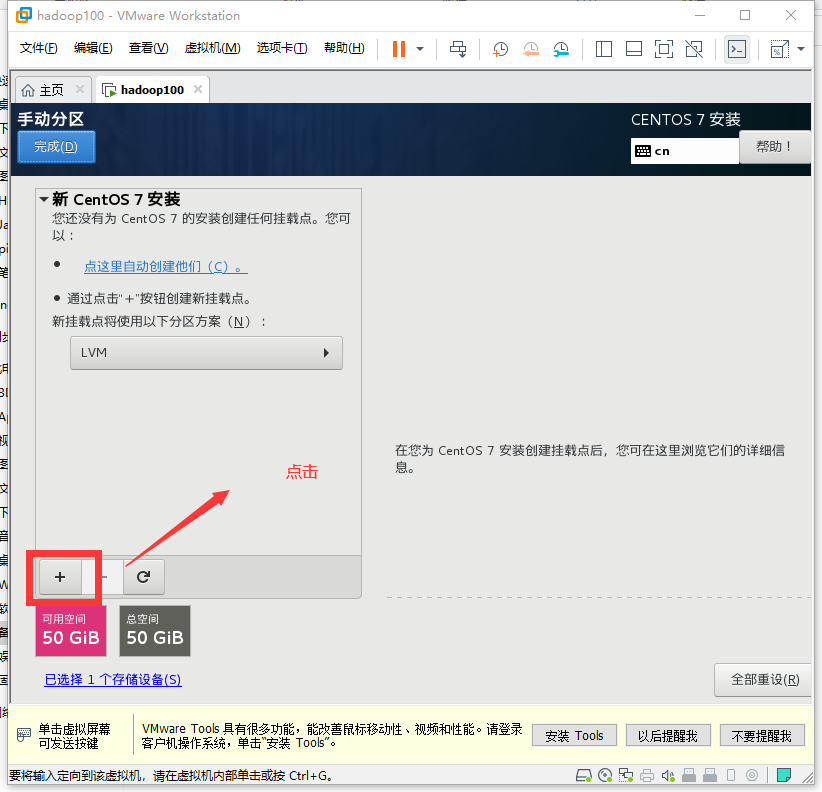 hadoop100 - VMware Workstation
文件(F) 编辑(E) 查看(V) 虚拟机(M) 选项卡(T) 帮助(H)
主页 hadoop100
手动分区
CENTOS 7 安装
完成(D)
cn
帮助！
新 CentOS 7 安装
您还没有为 CentOS 7 的安装创建任何挂载点。您可
以：
点这里自动创建他们（C）。
通过点击"+"按钮创建新挂载点。
新挂载点将使用以下分区方案（N）：
LVM
在您为 CentOS 7 安装创建挂载点后，您可在这里浏览它们的详细信
息。
点击
+ -
可用空间
50 GiB
总空间
50 GiB
已选择 1 个存储设备(S)
全部重设(R)
单击虚拟屏幕
可发送按键
VMware Tools 具有很多功能，能改善鼠标移动性、视频和性能。请登录
客户机操作系统，单击“安装 Tools”。
安装 Tools
以后提醒我
不要提醒我
要将输入定向到该虚拟机，请在虚拟机内部单击或按 Ctrl+G。